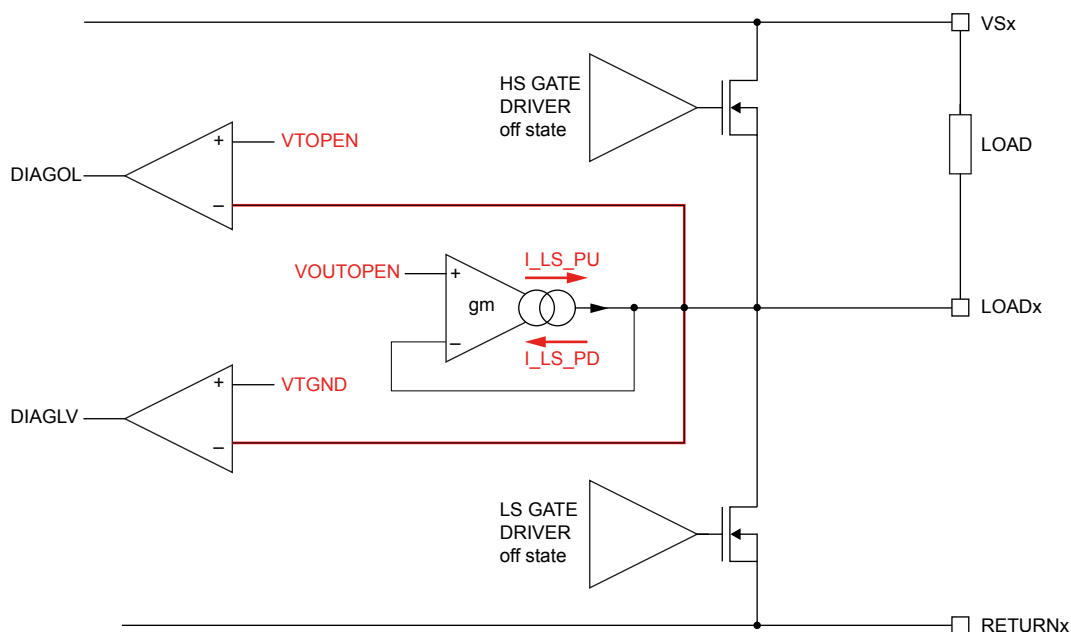 VSx
HS GATE
DRIVER
off state
+
VTOPEN
LOAD
DIAGOL
–
I_LS_PU
VOUTOPEN
+
gm
LOADx
–
I_LS_PD
+
VTGND
DIAGLV
–
LS GATE
DRIVER
off state
RETURNx